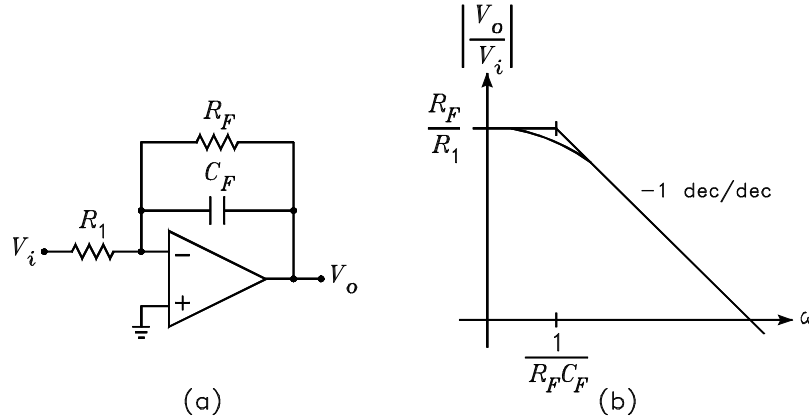 R_F
C_F
R_1
V_i
−
+
V_o
(a)
|V_o/V_i|
R_F/R_1
−1 dec/dec
ω
1/R_F C_F
(b)